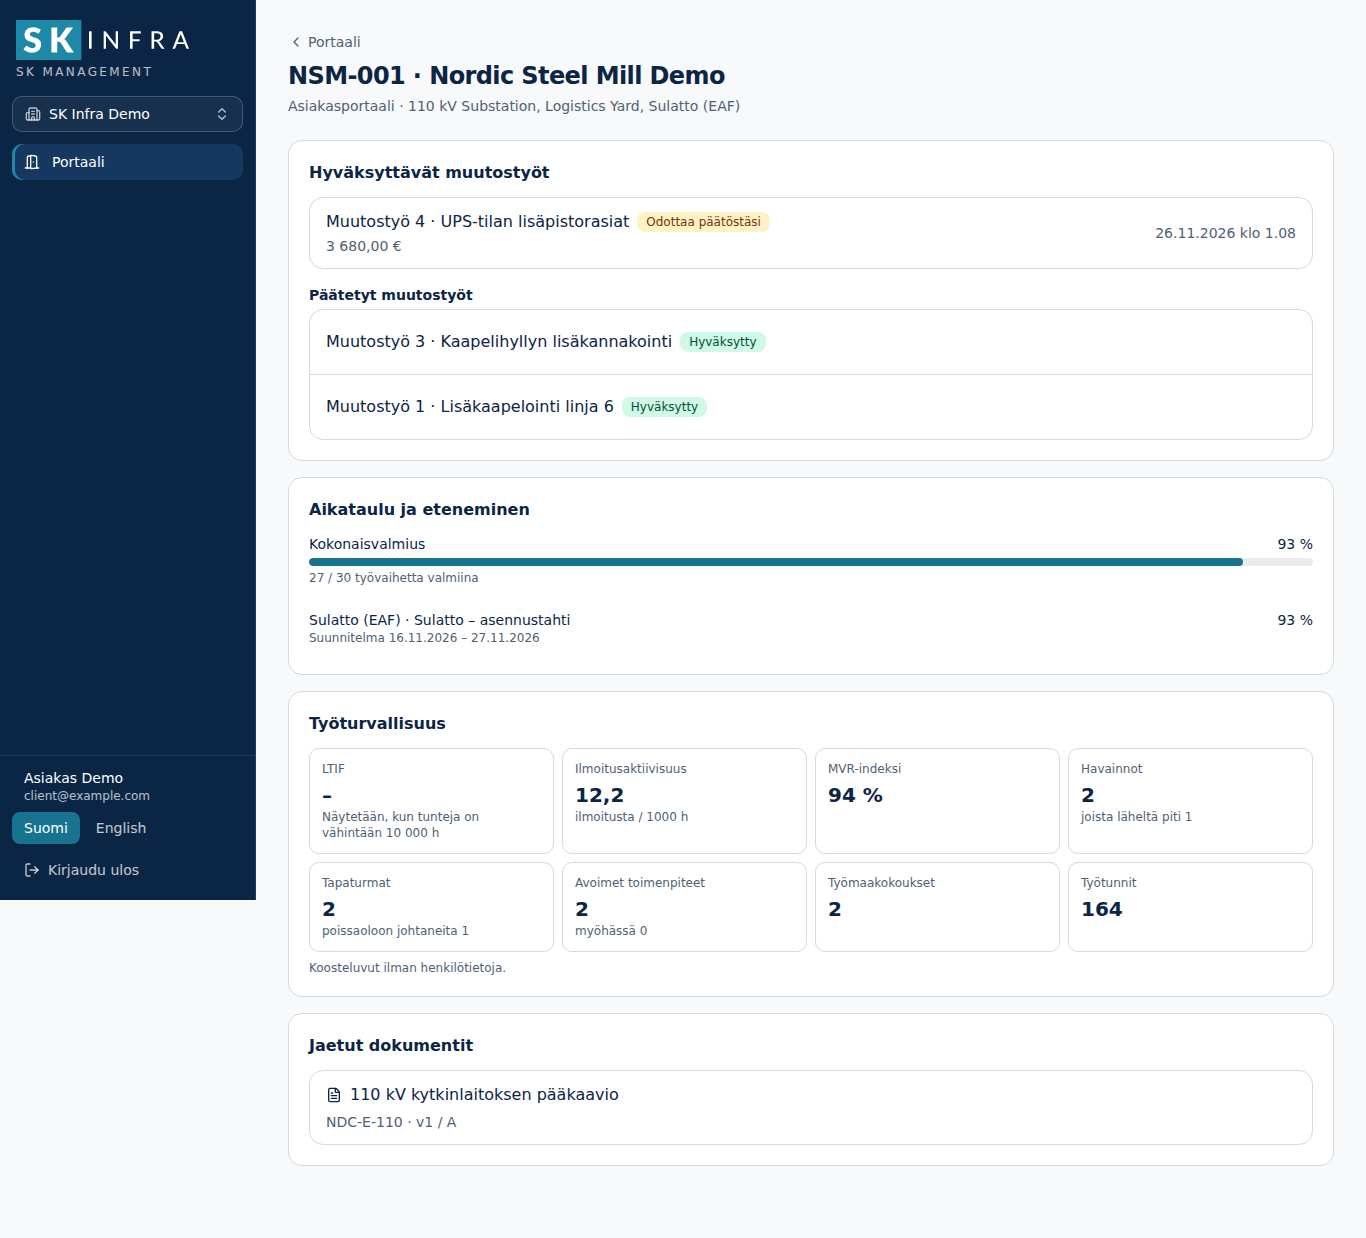 SK INFRA
SK MANAGEMENT
SK Infra Demo
Portaali
Asiakas Demo
client@example.com
Suomi English
Kirjaudu ulos
Portaali
NSM-001 · Nordic Steel Mill Demo
Asiakasportaali · 110 kV Substation, Logistics Yard, Sulatto (EAF)
Hyväksyttävät muutostyöt
Muutostyö 4 · UPS-tilan lisäpistorasiat Odottaa päätöstäsi
3 680,00 €
26.11.2026 klo 1.08
Päätetyt muutostyöt
Muutostyö 3 · Kaapelihyllyn lisäkannakointi Hyväksytty
Muutostyö 1 · Lisäkaapelointi linja 6 Hyväksytty
Aikataulu ja eteneminen
Kokonaisvalmius 93 %
27 / 30 työvaihetta valmiina
Sulatto (EAF) · Sulatto – asennustahti 93 %
Suunnitelma 16.11.2026 – 27.11.2026
Työturvallisuus
LTIF
–
Näytetään, kun tunteja on
vähintään 10 000 h
Ilmoitusaktiivisuus
12,2
ilmoitusta / 1000 h
MVR-indeksi
94 %
Havainnot
2
joista läheltä piti 1
Tapaturmat
2
poissaoloon johtaneita 1
Avoimet toimenpiteet
2
myöhässä 0
Työmaakokoukset
2
Työtunnit
164
Koosteluvut ilman henkilötietoja.
Jaetut dokumentit
110 kV kytkinlaitoksen pääkaavio
NDC-E-110 · v1 / A